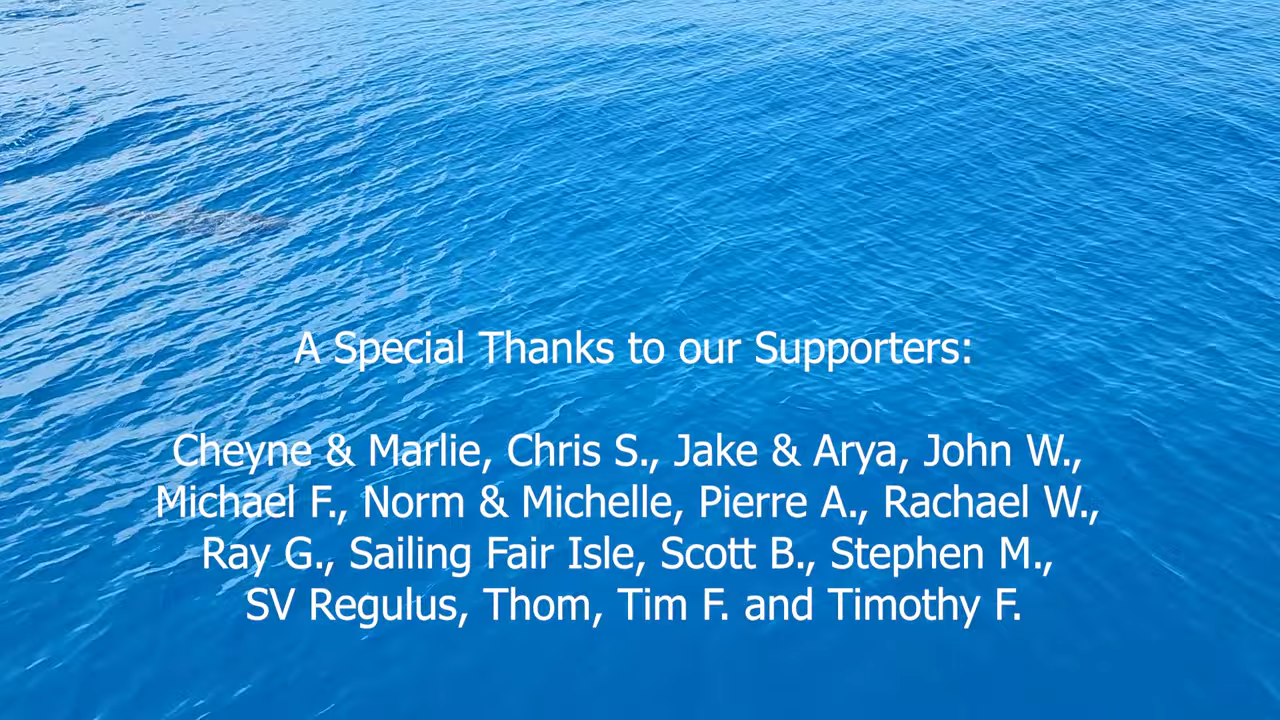 A Special Thanks to our Supporters:
Cheyne & Marlie, Chris S., Jake & Arya, John W.,
Michael F., Norm & Michelle, Pierre A., Rachael W.,
Ray G., Sailing Fair Isle, Scott B., Stephen M.,
SV Regulus, Thom, Tim F. and Timothy F.